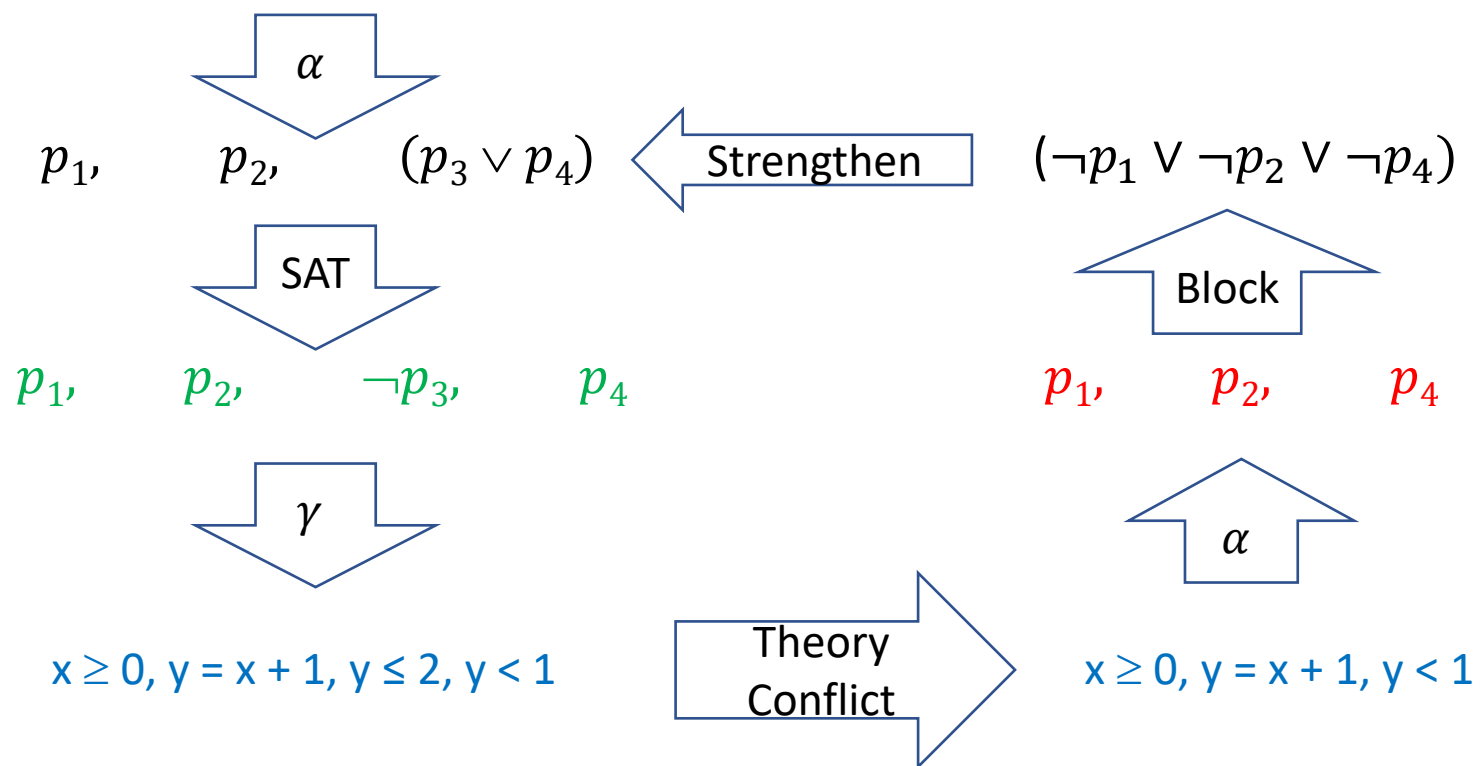 α
p₁, p₂, (p₃ ∨ p₄)
Strengthen
(¬p₁ ∨ ¬p₂ ∨ ¬p₄)
SAT
Block
p₁, p₂, ¬p₃, p₄
p₁, p₂, p₄
γ
α
x ≥ 0, y = x + 1, y ≤ 2, y < 1
Theory
Conflict
x ≥ 0, y = x + 1, y < 1